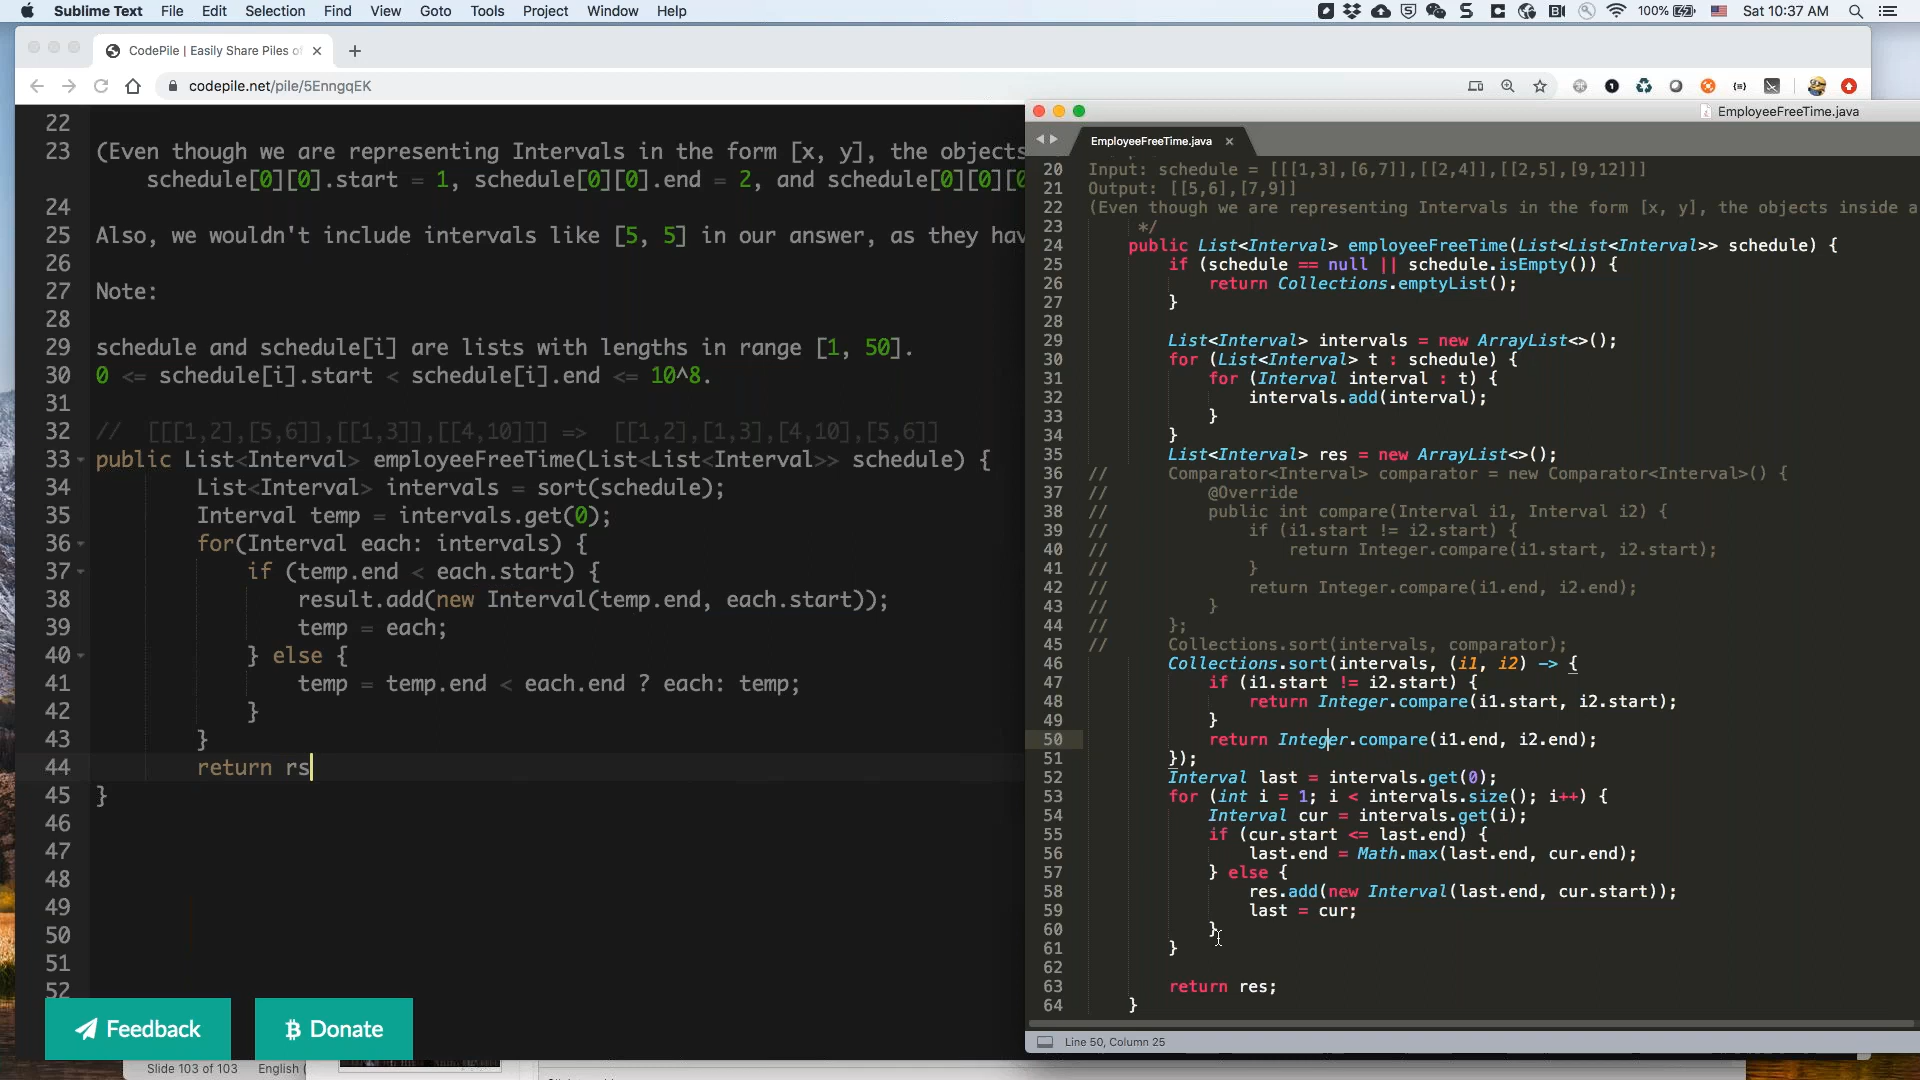 Sublime Text File Edit Selection Find View Goto Tools Project Window Help
100% Sat 10:37 AM
CodePile | Easily Share Piles of
codepile.net/pile/5EnngqEK
22
23 (Even though we are representing Intervals in the form [x, y], the objects
schedule[0][0].start = 1, schedule[0][0].end = 2, and schedule[0][0][0
24
25 Also, we wouldn't include intervals like [5, 5] in our answer, as they hav
26
27 Note:
28
29 schedule and schedule[i] are lists with lengths in range [1, 50].
30 0 <= schedule[i].start < schedule[i].end <= 10^8.
31
32 // [[[1,2],[5,6]],[[1,3]],[[4,10]]] => [[1,2],[1,3],[4,10],[5,6]]
33 public List<Interval> employeeFreeTime(List<List<Interval>> schedule) {
34 List<Interval> intervals = sort(schedule);
35 Interval temp = intervals.get(0);
36 for(Interval each: intervals) {
37 if (temp.end < each.start) {
38 result.add(new Interval(temp.end, each.start));
39 temp = each;
40 } else {
41 temp = temp.end < each.end ? each: temp;
42 }
43 }
44 return rs
45 }
46
47
48
49
50
51
52
Feedback
Donate
Slide 103 of 103 English (
EmployeeFreeTime.java
EmployeeFreeTime.java
20 Input: schedule = [[[1,3],[6,7]],[[2,4]],[[2,5],[9,12]]]
21 Output: [[5,6],[7,9]]
22 (Even though we are representing Intervals in the form [x, y], the objects inside a
23 */
24 public List<Interval> employeeFreeTime(List<List<Interval>> schedule) {
25 if (schedule == null || schedule.isEmpty()) {
26 return Collections.emptyList();
27 }
28
29 List<Interval> intervals = new ArrayList<>();
30 for (List<Interval> t : schedule) {
31 for (Interval interval : t) {
32 intervals.add(interval);
33 }
34 }
35 List<Interval> res = new ArrayList<>();
36 // Comparator<Interval> comparator = new Comparator<Interval>() {
37 // @Override
38 // public int compare(Interval i1, Interval i2) {
39 // if (i1.start != i2.start) {
40 // return Integer.compare(i1.start, i2.start);
41 // }
42 // return Integer.compare(i1.end, i2.end);
43 // }
44 // };
45 // Collections.sort(intervals, comparator);
46 Collections.sort(intervals, (i1, i2) -> {
47 if (i1.start != i2.start) {
48 return Integer.compare(i1.start, i2.start);
49 }
50 return Integer.compare(i1.end, i2.end);
51 });
52 Interval last = intervals.get(0);
53 for (int i = 1; i < intervals.size(); i++) {
54 Interval cur = intervals.get(i);
55 if (cur.start <= last.end) {
56 last.end = Math.max(last.end, cur.end);
57 } else {
58 res.add(new Interval(last.end, cur.start));
59 last = cur;
60 }
61 }
62
63 return res;
64 }
Line 50, Column 25